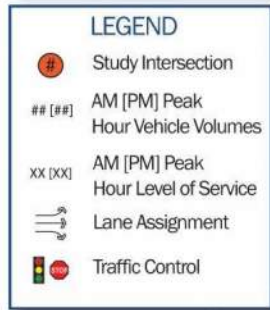 LEGEND
# Study Intersection
## [##] AM [PM] Peak
Hour Vehicle Volumes
XX [XX] AM [PM] Peak
Hour Level of Service
Lane Assignment
STOP Traffic Control